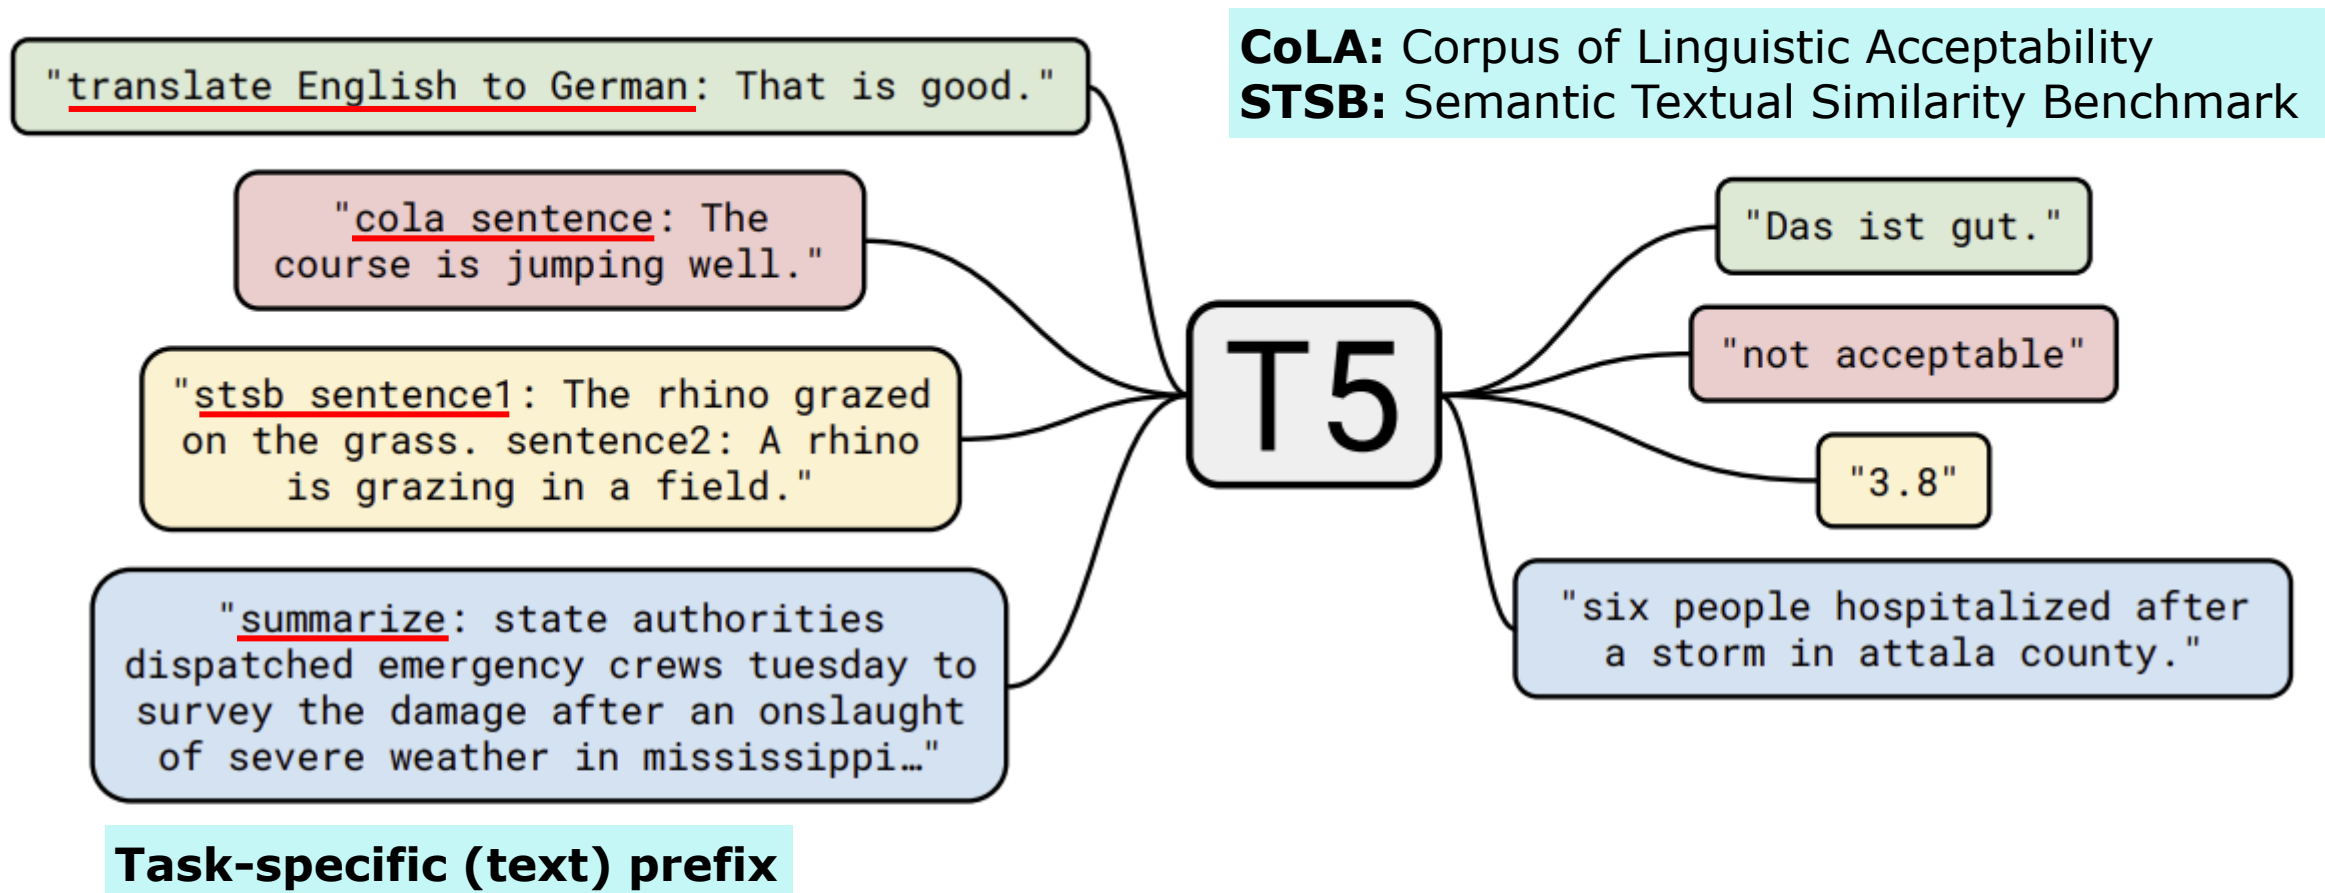 "translate English to German: That is good."
CoLA: Corpus of Linguistic Acceptability
STSB: Semantic Textual Similarity Benchmark
"cola sentence: The
course is jumping well."
"stsb sentence1: The rhino grazed
on the grass. sentence2: A rhino
is grazing in a field."
"summarize: state authorities
dispatched emergency crews tuesday to
survey the damage after an onslaught
of severe weather in mississippi…"
T5
"Das ist gut."
"not acceptable"
"3.8"
"six people hospitalized after
a storm in attala county."
Task-specific (text) prefix